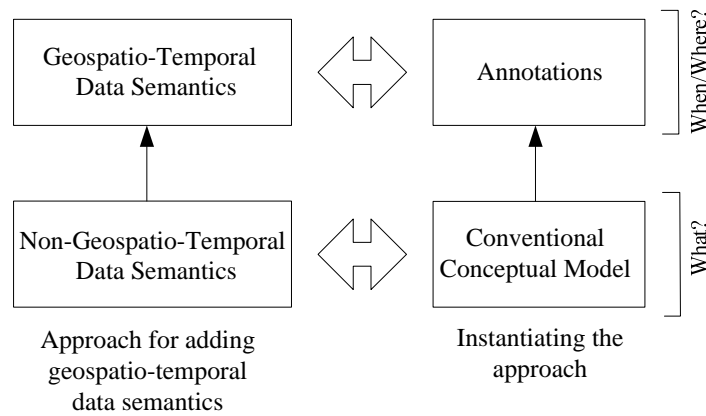 Geospatio-Temporal
Data Semantics
Annotations
When/Where?
Non-Geospatio-Temporal
Data Semantics
Conventional
Conceptual Model
What?
Approach for adding
geospatio-temporal
data semantics
Instantiating the
approach